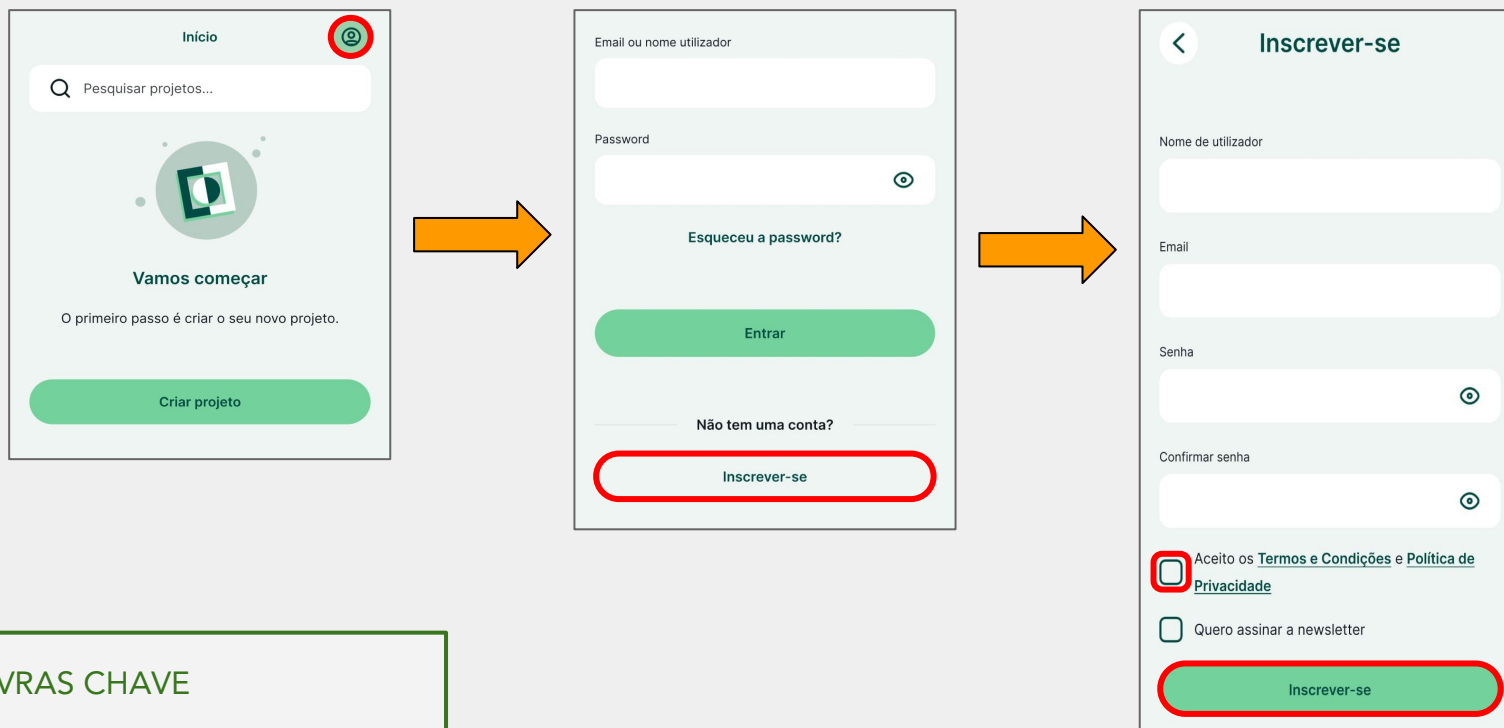 Início
Pesquisar projetos...
Vamos começar
O primeiro passo é criar o seu novo projeto.
Criar projeto
Email ou nome utilizador
Password
Esqueceu a password?
Entrar
Não tem uma conta?
Inscrever-se
Inscrever-se
Nome de utilizador
Email
Senha
Confirmar senha
Aceito os Termos e Condições e Política de
Privacidade
Quero assinar a newsletter
Inscrever-se
VRAS CHAVE